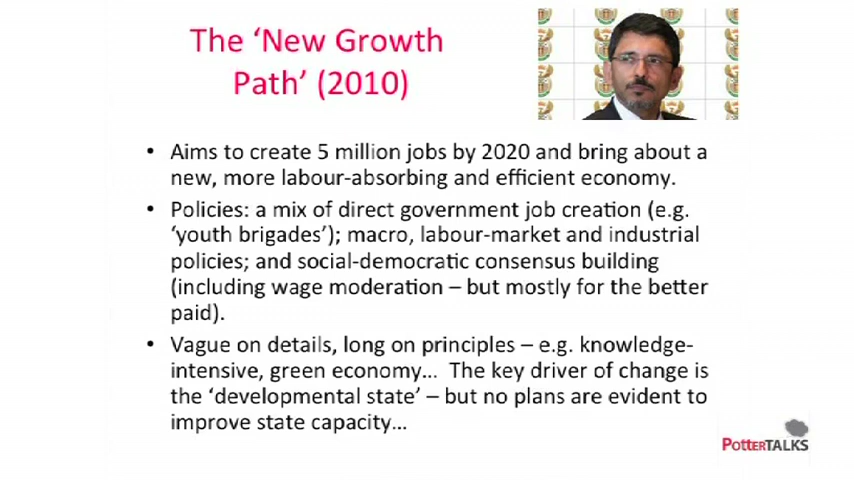 The ‘New Growth
Path’ (2010)
• Aims to create 5 million jobs by 2020 and bring about a
new, more labour-absorbing and efficient economy.
• Policies: a mix of direct government job creation (e.g.
‘youth brigades’); macro, labour-market and industrial
policies; and social-democratic consensus building
(including wage moderation – but mostly for the better
paid).
• Vague on details, long on principles – e.g. knowledge-
intensive, green economy… The key driver of change is
the ‘developmental state’ – but no plans are evident to
improve state capacity…
POTTERTALKS